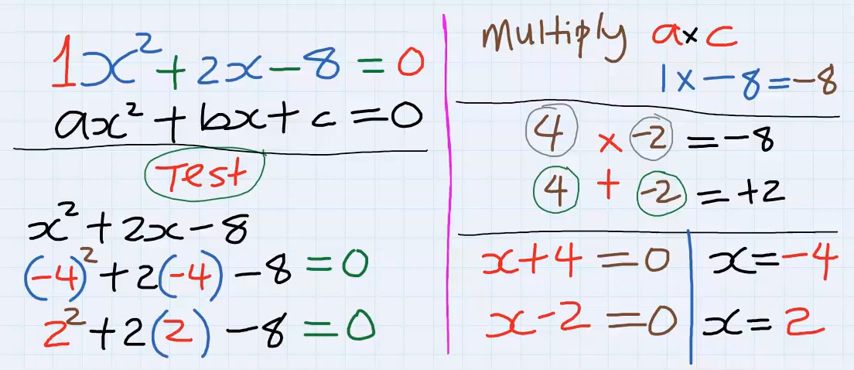 1x² + 2x - 8 = 0
ax² + bx + c = 0
Test
x² + 2x - 8
(-4)² + 2(-4) - 8 = 0
2² + 2(2) - 8 = 0
multiply a x c
1 x -8 = -8
4 x -2 = -8
4 + -2 = +2
x + 4 = 0 x = -4
x - 2 = 0 x = 2